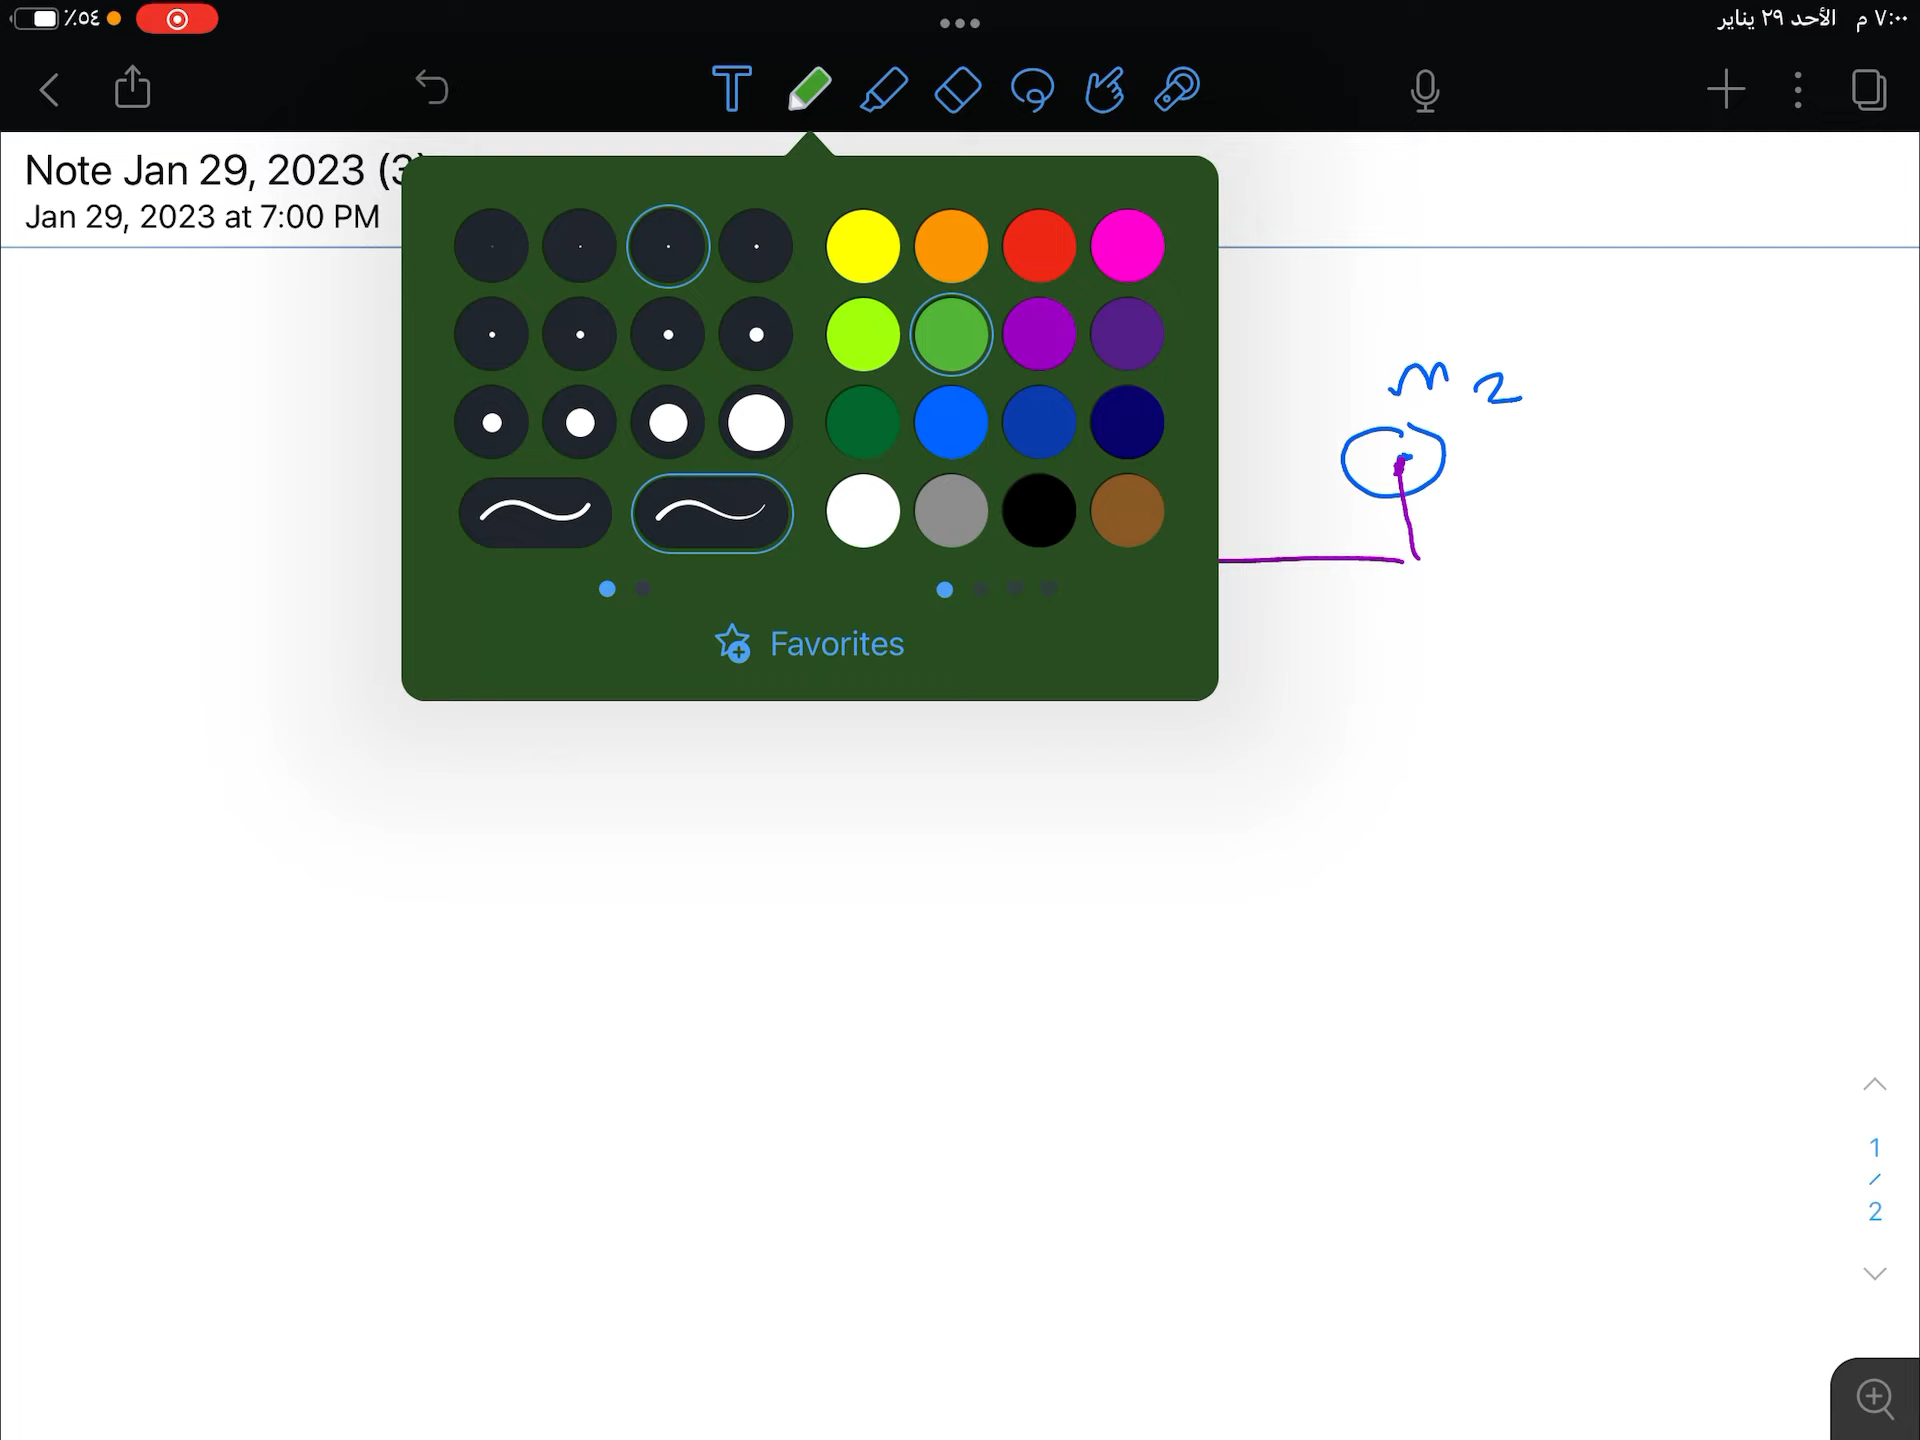 ٪٥٤
٧:٠٠ م الأحد ٢٩ يناير
T
Note Jan 29, 2023 (3)
Jan 29, 2023 at 7:00 PM
m 2
Favorites
1
/
2